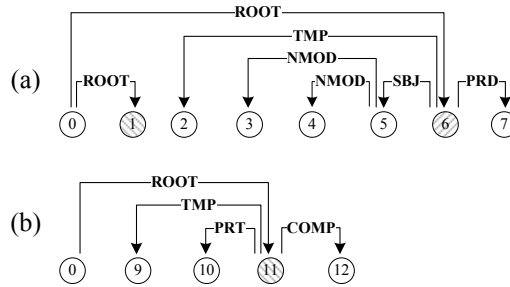 ROOT
TMP
NMOD
(a) ROOT NMOD SBJ PRD
0 1 2 3 4 5 6 7
ROOT
TMP
(b) PRT COMP
0 9 10 11 12